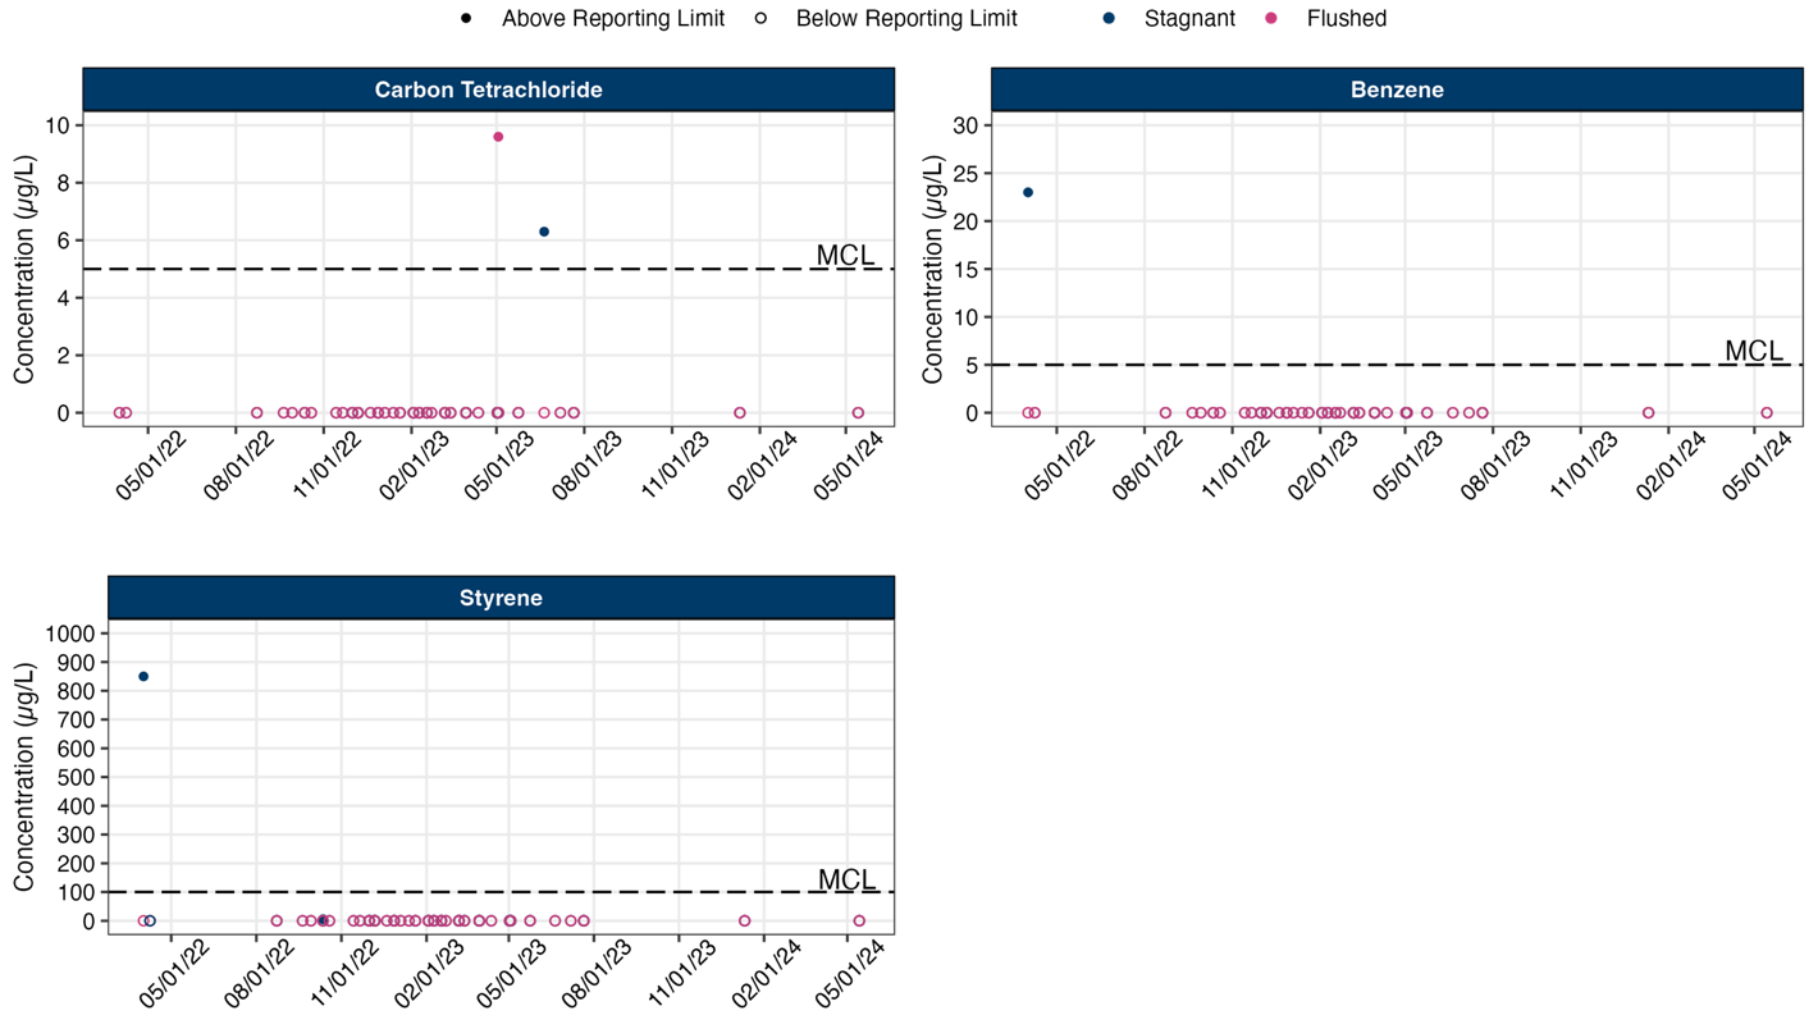 Above Reporting Limit Below Reporting Limit Stagnant Flushed
Carbon Tetrachloride
Concentration (µg/L)
10
8
6
4
2
0
MCL
05/01/22 08/01/22 11/01/22 02/01/23 05/01/23 08/01/23 11/01/23 02/01/24 05/01/24
Benzene
Concentration (µg/L)
30
25
20
15
10
5
0
MCL
05/01/22 08/01/22 11/01/22 02/01/23 05/01/23 08/01/23 11/01/23 02/01/24 05/01/24
Styrene
Concentration (µg/L)
1000
900
800
700
600
500
400
300
200
100
0
MCL
05/01/22 08/01/22 11/01/22 02/01/23 05/01/23 08/01/23 11/01/23 02/01/24 05/01/24